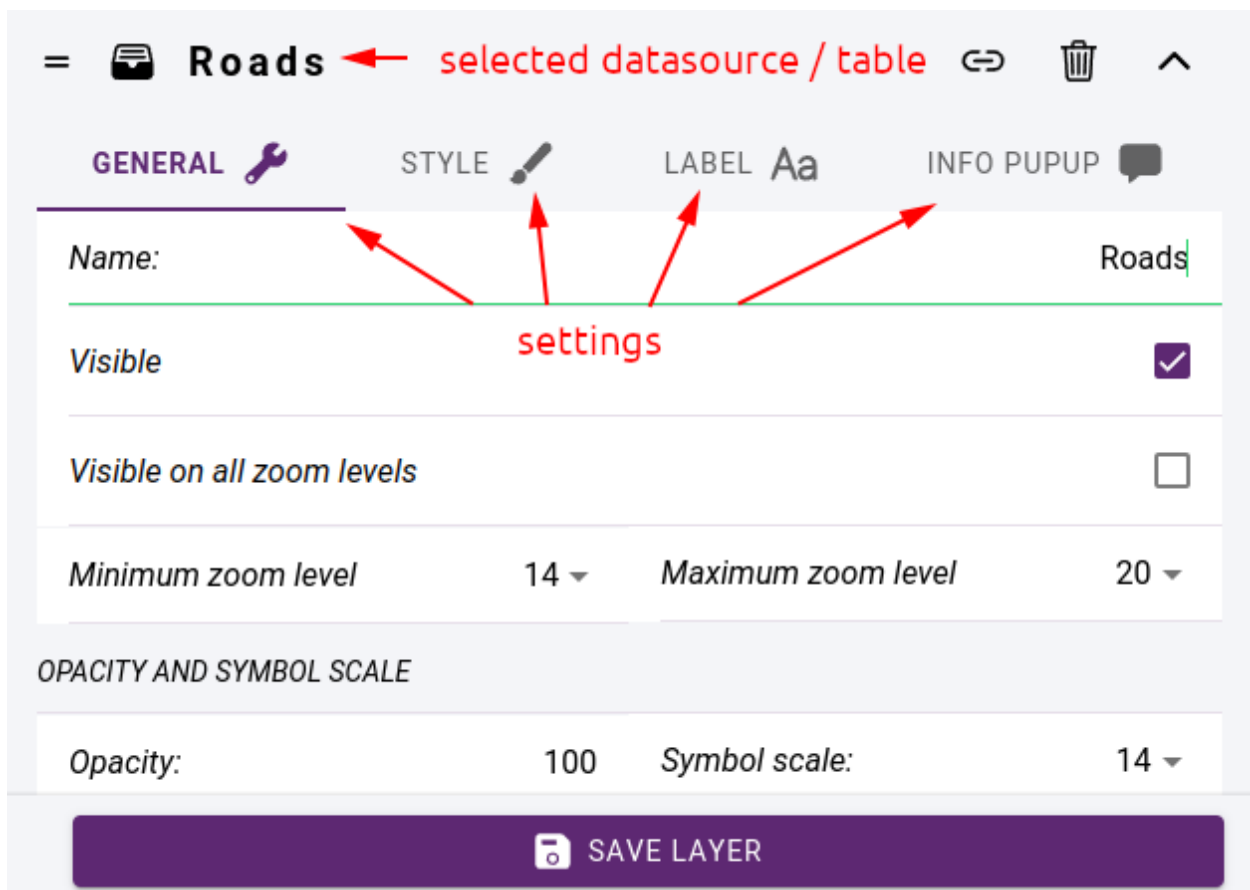 Roads selected datasource / table
GENERAL STYLE LABEL Aa INFO PUPUP
Name: Roads
settings
Visible
Visible on all zoom levels
Minimum zoom level 14 Maximum zoom level 20
OPACITY AND SYMBOL SCALE
Opacity: 100 Symbol scale: 14
SAVE LAYER